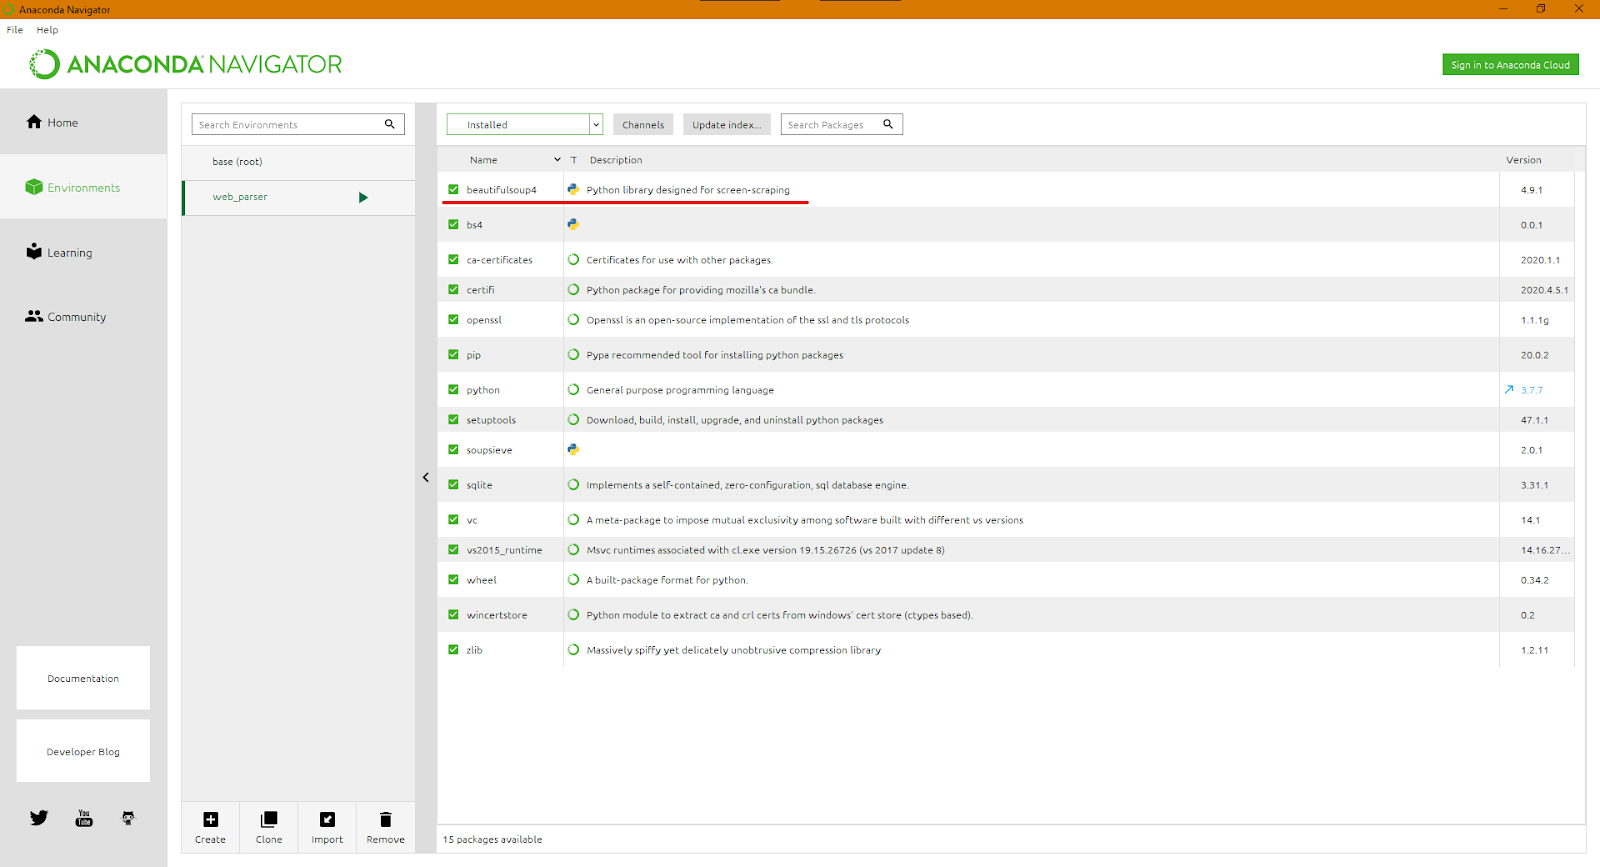 Anaconda Navigator
File Help
ANACONDA NAVIGATOR
Sign in to Anaconda Cloud
Home
Environments
Learning
Community
Documentation
Developer Blog
You Tube
Search Environments
base (root)
web_parser
Create Clone Import Remove
Installed Channels Update index... Search Packages
Name T Description Version
beautifulsoup4 Python library designed for screen-scraping 4.9.1
bs4 0.0.1
ca-certificates Certificates for use with other packages. 2020.1.1
certifi Python package for providing mozilla's ca bundle. 2020.4.5.1
openssl Openssl is an open-source implementation of the ssl and tls protocols 1.1.1g
pip Pypa recommended tool for installing python packages 20.0.2
python General purpose programming language 3.7.7
setuptools Download, build, install, upgrade, and uninstall python packages 47.1.1
soupsieve 2.0.1
sqlite Implements a self-contained, zero-configuration, sql database engine. 3.31.1
vc A meta-package to impose mutual exclusivity among software built with different vs versions 14.1
vs2015_runtime Msvc runtimes associated with cl.exe version 19.15.26726 (vs 2017 update 8) 14.16.27...
wheel A built-package format for python. 0.34.2
wincertstore Python module to extract ca and crl certs from windows' cert store (ctypes based). 0.2
zlib Massively spiffy yet delicately unobtrusive compression library 1.2.11
15 packages available